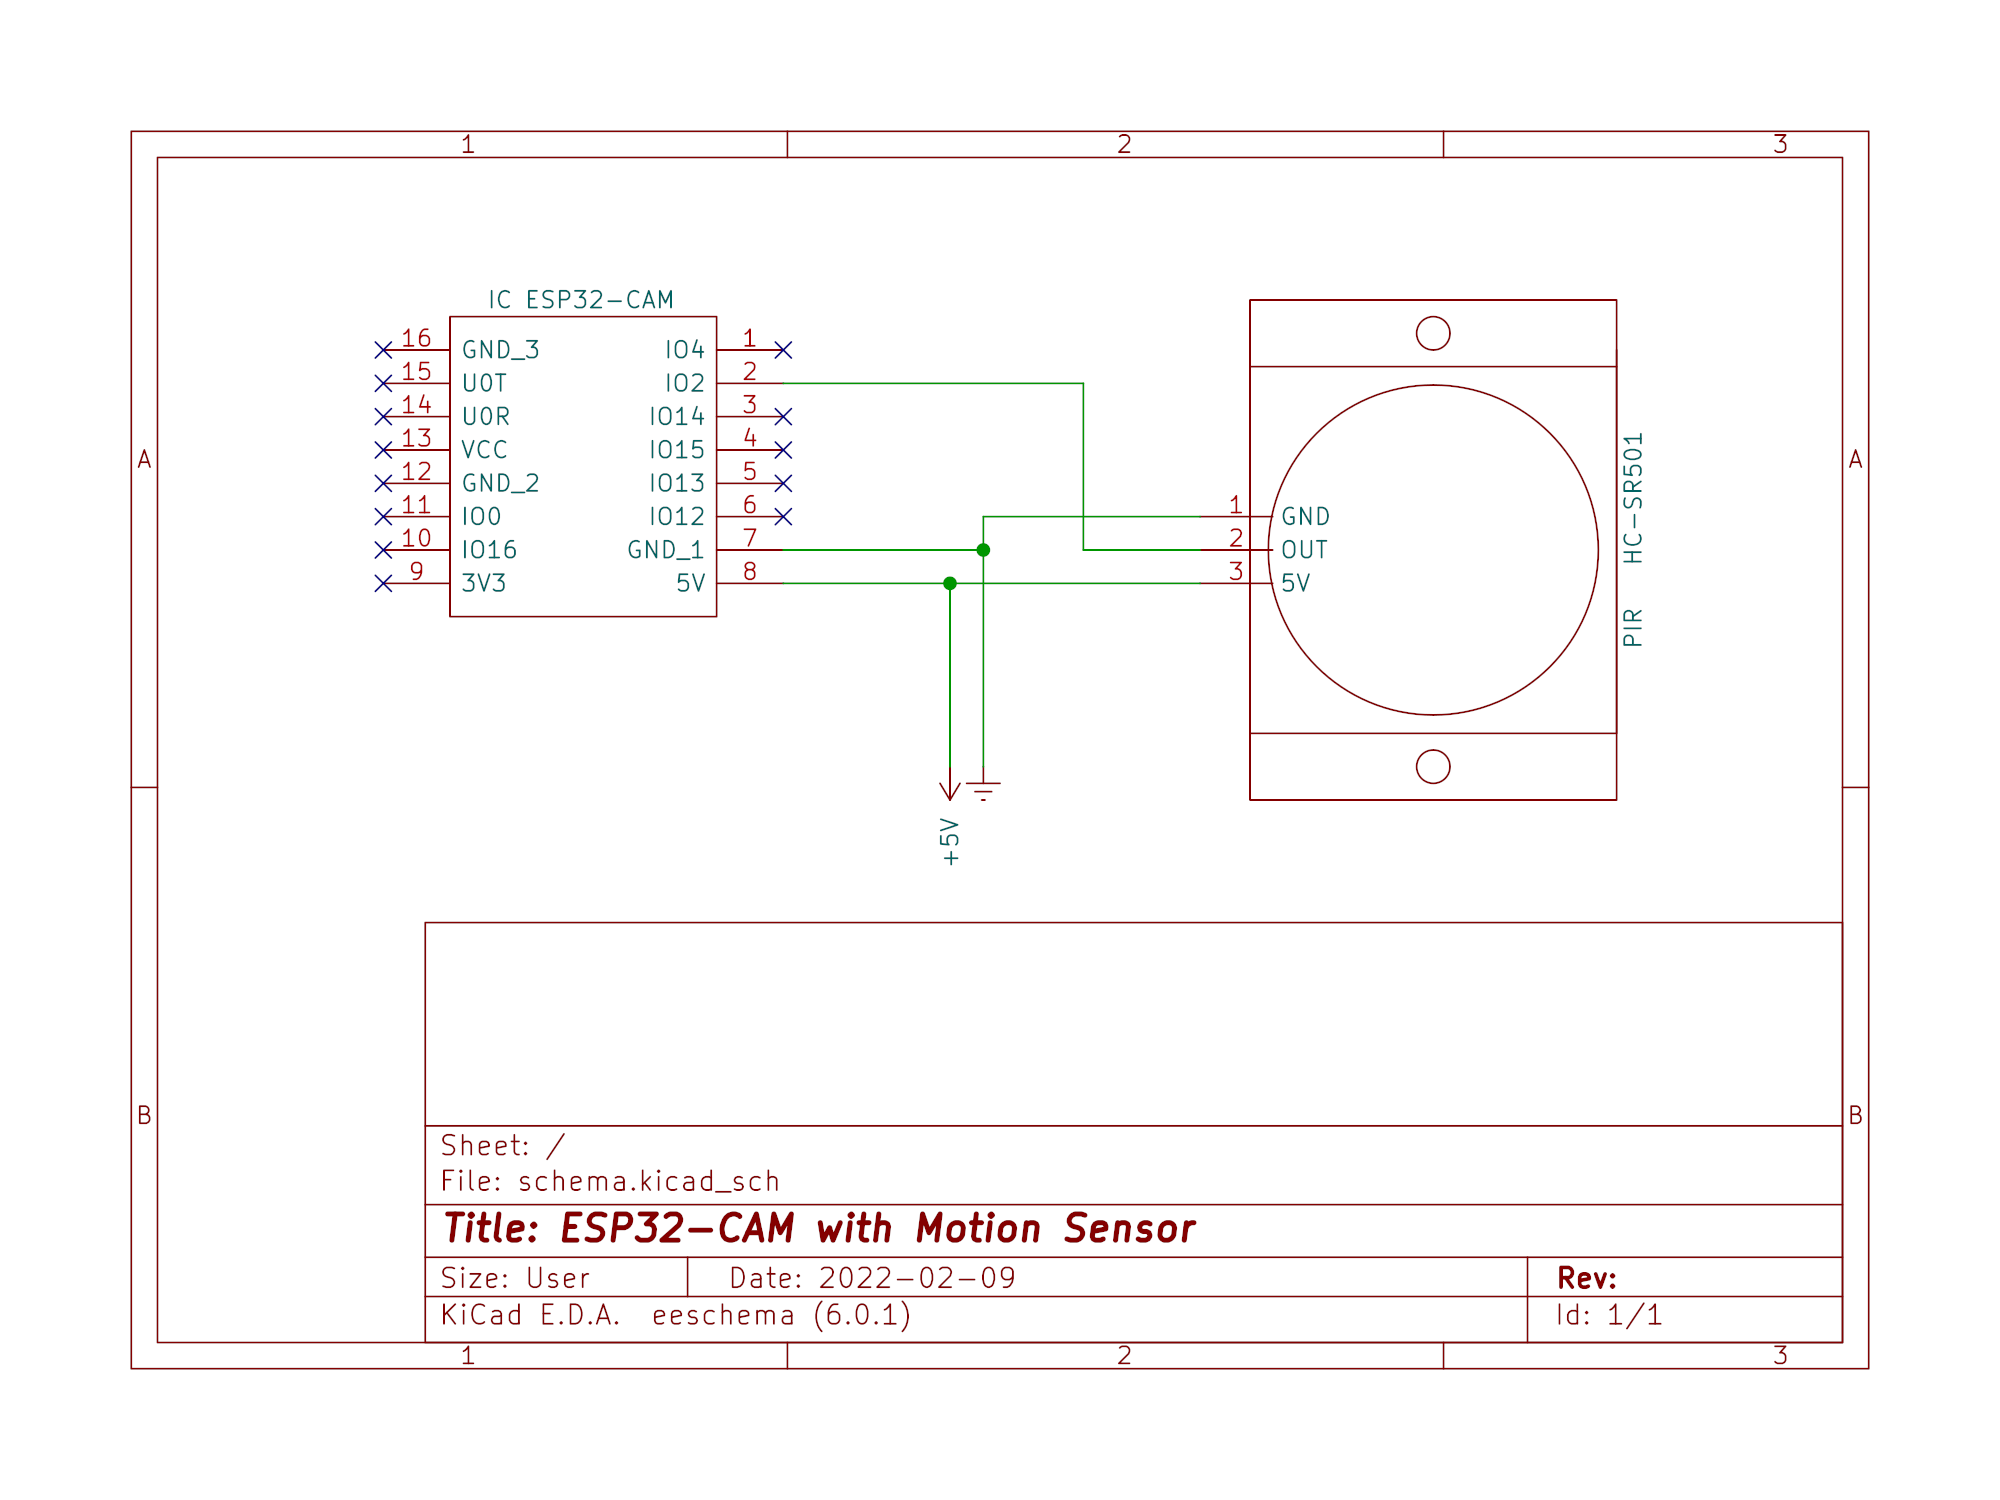 1 2 3
IC ESP32-CAM
16 GND_3 IO4 1
15 U0T IO2 2
14 U0R IO14 3
13 VCC IO15 4
12 GND_2 IO13 5
11 IO0 IO12 6
10 IO16 GND_1 7
9 3V3 5V 8
1 GND
2 OUT
3 5V
PIR HC-SR501
A A
+5V
B B
Sheet: /
File: schema.kicad_sch
Title: ESP32-CAM with Motion Sensor
Size: User Date: 2022-02-09 Rev:
KiCad E.D.A. eeschema (6.0.1) Id: 1/1
1 2 3